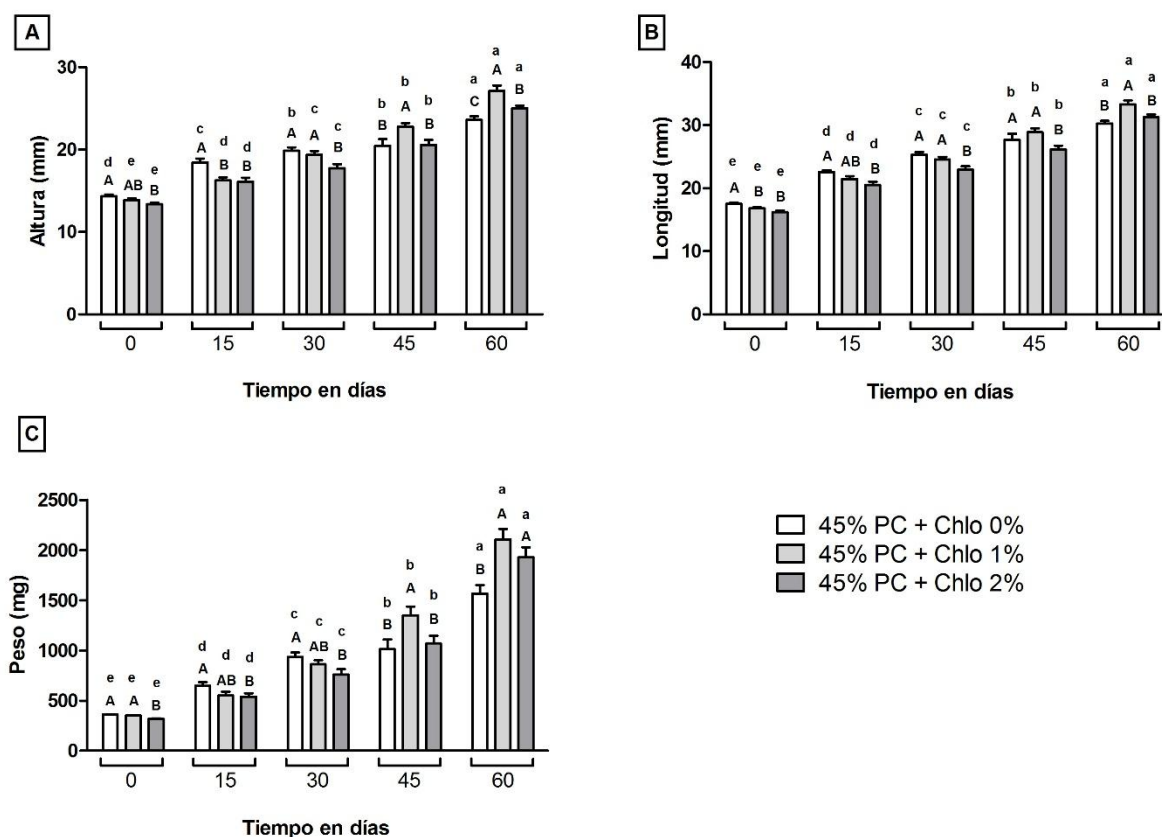 A
a
a A a
b C B
c b A b
c b c A B B
d A A B
d e A B B
A AB e B
B
30
20
10
0
Altura (mm)
0 15 30 45 60
Tiempo en días
B
a
a A a
b b B B
c c b A A B
d d c A A B
e e e A AB d B
A B B B
40
30
20
10
0
Longitud (mm)
0 15 30 45 60
Tiempo en días
C
a
A a
b a A
A B
c c b b
d c A AB B B
e e e d d A AB B B
A A B
2500
2000
1500
1000
500
0
Peso (mg)
0 15 30 45 60
Tiempo en días
45% PC + Chlo 0%
45% PC + Chlo 1%
45% PC + Chlo 2%